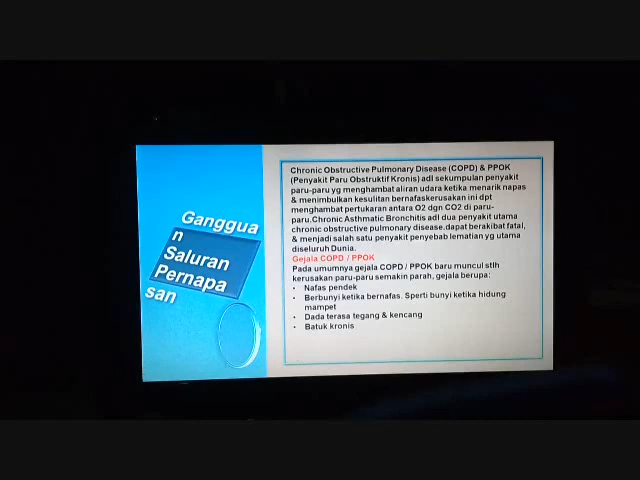 Ganggua
n
Saluran
Pernapa
san
Chronic Obstructive Pulmonary Disease (COPD) & PPOK
(Penyakit Paru Obstruktif Kronis) adl sekumpulan penyakit
paru-paru yg menghambat aliran udara ketika menarik napas
& menimbulkan kesulitan bernafaskerusakan ini dpt
menghambat pertukaran antara O2 dgn CO2 di paru-
paru.Chronic Asthmatic Bronchitis adl dua penyakit utama
chronic obstructive pulmonary disease.dapat berakibat fatal,
& menjadi salah satu penyakit penyebab lematian yg utama
diseluruh Dunia.
Gejala COPD / PPOK
Pada umumnya gejala COPD / PPOK baru muncul stlh
kerusakan paru-paru semakin parah, gejala berupa:
• Nafas pendek
• Berbunyi ketika bernafas. Sperti bunyi ketika hidung
mampet
• Dada terasa tegang & kencang
• Batuk kronis